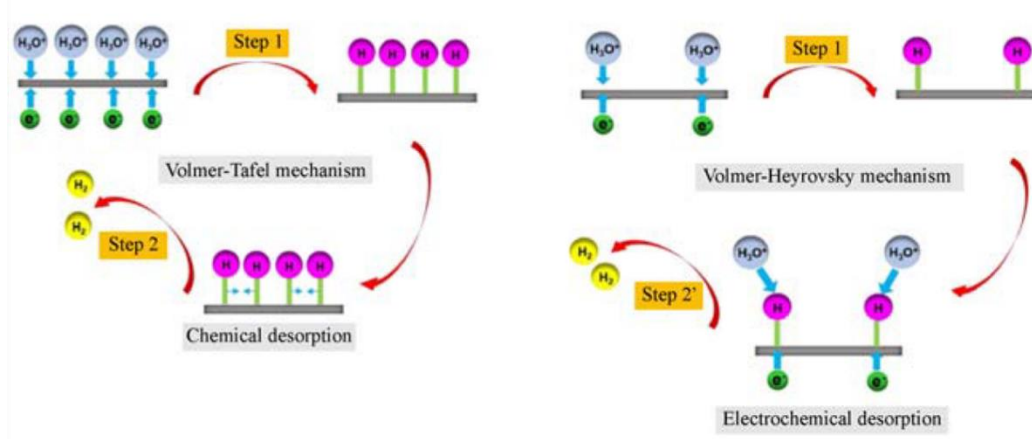 H₃O⁺ H₃O⁺ H₃O⁺ H₃O⁺
Step 1
H H H H
e⁻ e⁻ e⁻ e⁻
Volmer-Tafel mechanism
H₂
H₂
Step 2
H H H H
Chemical desorption
H₃O⁺ H₃O⁺
Step 1
H H
e⁻ e⁻
Volmer-Heyrovsky mechanism
H₂
H₂
Step 2'
H₃O⁺ H₃O⁺
H H
e⁻ e⁻
Electrochemical desorption